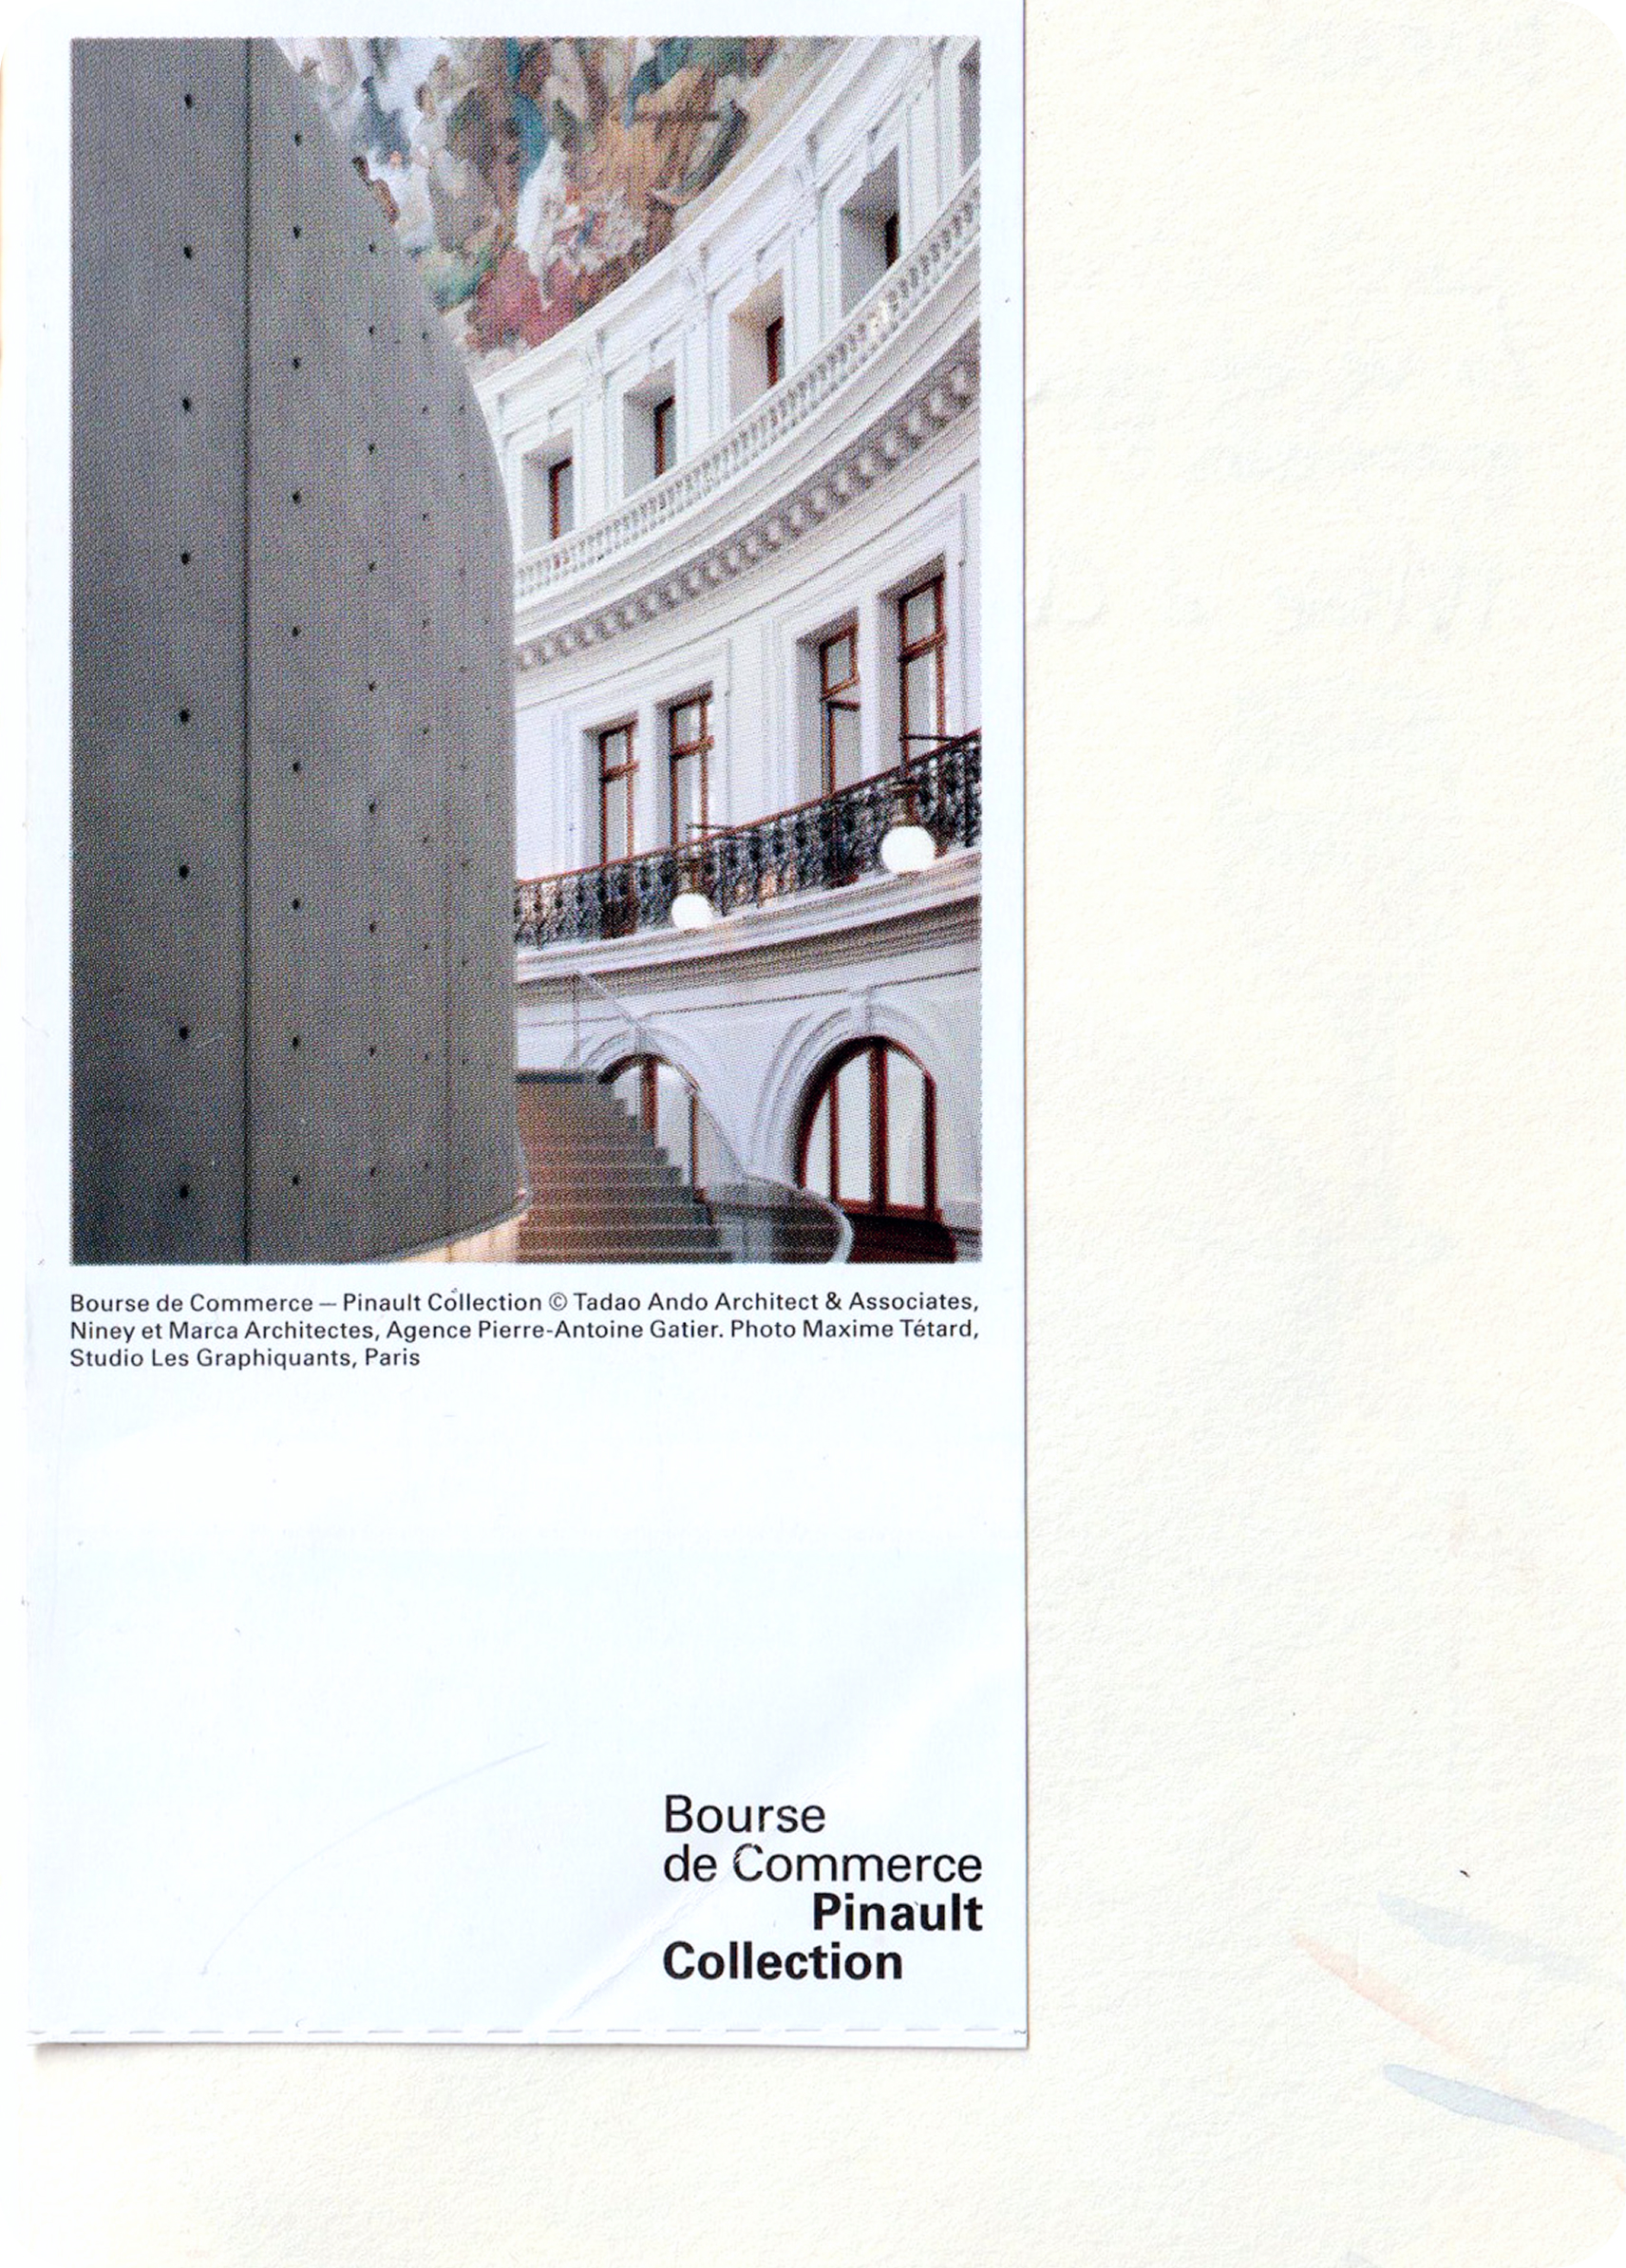 Bourse de Commerce — Pinault Collection © Tadao Ando Architect & Associates,
Niney et Marca Architectes, Agence Pierre-Antoine Gatier. Photo Maxime Tétard,
Studio Les Graphiquants, Paris
Bourse
de Commerce
Pinault
Collection